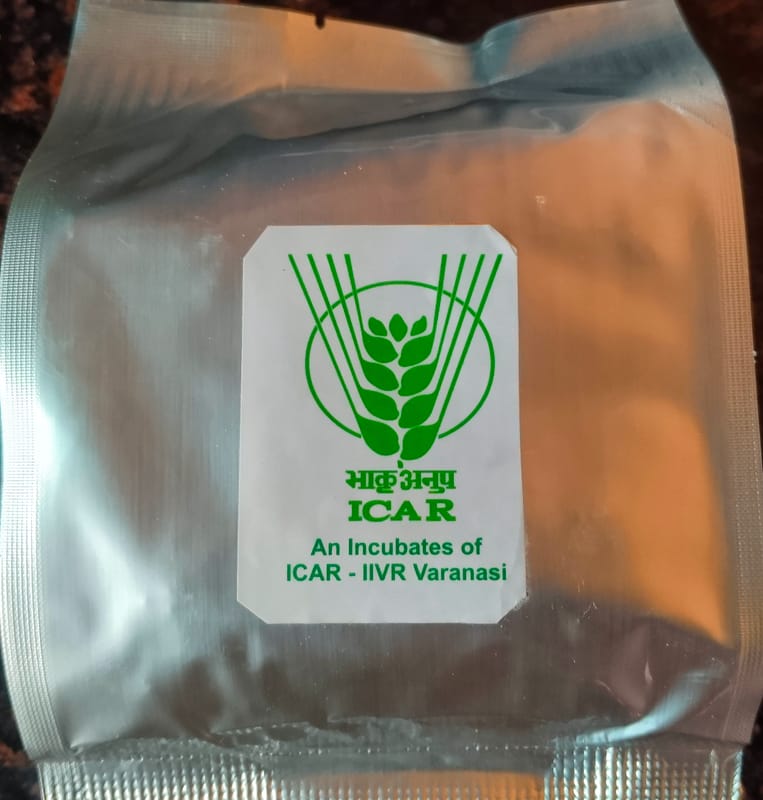 भाकृअनुप
ICAR
An Incubates of
ICAR - IIVR Varanasi